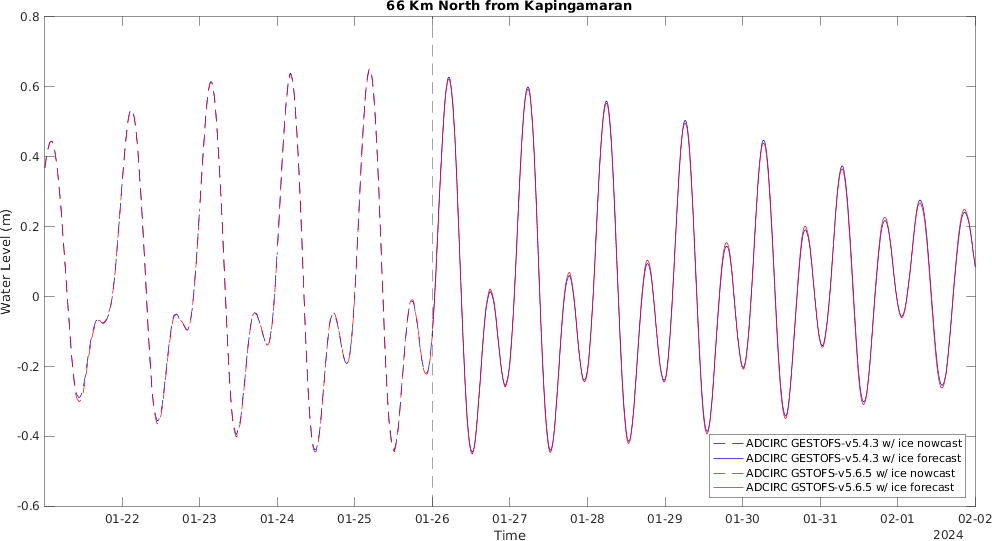 66 Km North from Kapingamaran
0.8
0.6
0.4
0.2
0
-0.2
-0.4
-0.6
Water Level (m)
ADCIRC GESTOFS-v5.4.3 w/ ice nowcast
ADCIRC GESTOFS-v5.4.3 w/ ice forecast
ADCIRC GSTOFS-v5.6.5 w/ ice nowcast
ADCIRC GSTOFS-v5.6.5 w/ ice forecast
01-22 01-23 01-24 01-25 01-26 01-27 01-28 01-29 01-30 01-31 02-01 02-02
Time
2024